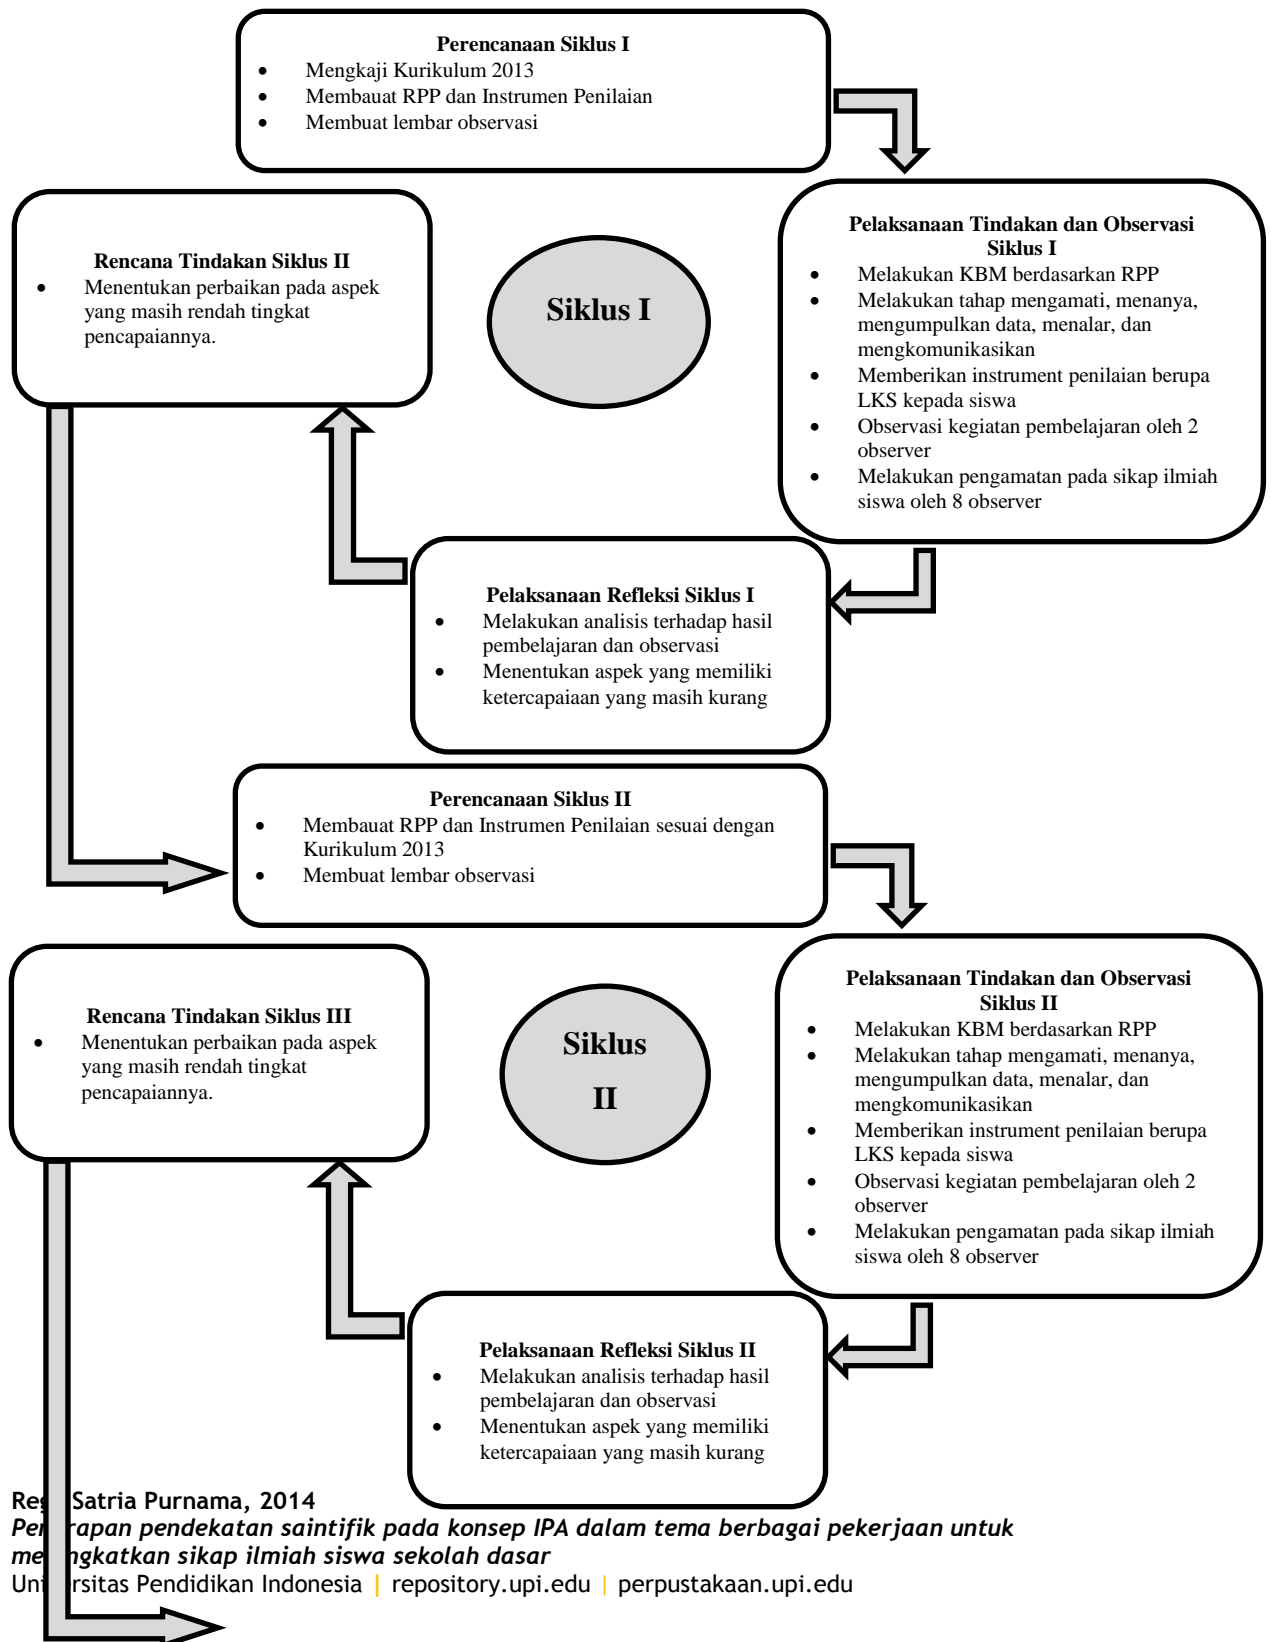 Perencanaan Siklus I
• Mengkaji Kurikulum 2013
• Membauat RPP dan Instrumen Penilaian
• Membuat lembar observasi
Pelaksanaan Tindakan dan Observasi
Siklus I
• Melakukan KBM berdasarkan RPP
• Melakukan tahap mengamati, menanya,
mengumpulkan data, menalar, dan
mengkomunikasikan
• Memberikan instrument penilaian berupa
LKS kepada siswa
• Observasi kegiatan pembelajaran oleh 2
observer
• Melakukan pengamatan pada sikap ilmiah
siswa oleh 8 observer
Siklus I
Rencana Tindakan Siklus II
• Menentukan perbaikan pada aspek
yang masih rendah tingkat
pencapaiannya.
Pelaksanaan Refleksi Siklus I
• Melakukan analisis terhadap hasil
pembelajaran dan observasi
• Menentukan aspek yang memiliki
ketercapaiaan yang masih kurang
Perencanaan Siklus II
• Membauat RPP dan Instrumen Penilaian sesuai dengan
Kurikulum 2013
• Membuat lembar observasi
Pelaksanaan Tindakan dan Observasi
Siklus II
• Melakukan KBM berdasarkan RPP
• Melakukan tahap mengamati, menanya,
mengumpulkan data, menalar, dan
mengkomunikasikan
• Memberikan instrument penilaian berupa
LKS kepada siswa
• Observasi kegiatan pembelajaran oleh 2
observer
• Melakukan pengamatan pada sikap ilmiah
siswa oleh 8 observer
Siklus
II
Rencana Tindakan Siklus III
• Menentukan perbaikan pada aspek
yang masih rendah tingkat
pencapaiannya.
Pelaksanaan Refleksi Siklus II
• Melakukan analisis terhadap hasil
pembelajaran dan observasi
• Menentukan aspek yang memiliki
ketercapaiaan yang masih kurang
Satria Purnama, 2014
Penerapan pendekatan saintifik pada konsep IPA dalam tema berbagai pekerjaan untuk
meningkatkan sikap ilmiah siswa sekolah dasar
Universitas Pendidikan Indonesia | repository.upi.edu | perpustakaan.upi.edu